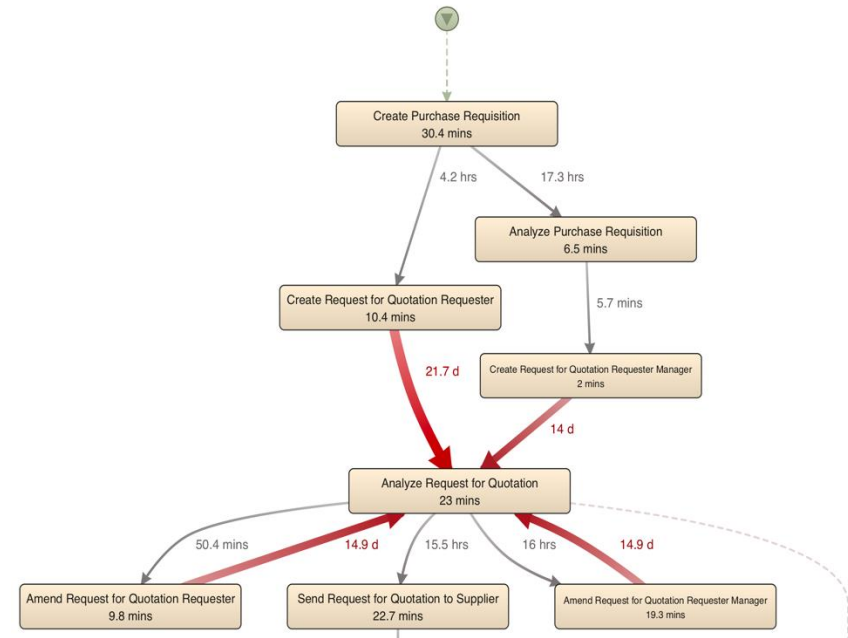 Create Purchase Requisition
30.4 mins
4.2 hrs
17.3 hrs
Analyze Purchase Requisition
6.5 mins
Create Request for Quotation Requester
10.4 mins
5.7 mins
21.7 d
Create Request for Quotation Requester Manager
2 mins
14 d
Analyze Request for Quotation
23 mins
50.4 mins
14.9 d
15.5 hrs
16 hrs
14.9 d
Amend Request for Quotation Requester
9.8 mins
Send Request for Quotation to Supplier
22.7 mins
Amend Request for Quotation Requester Manager
19.3 mins